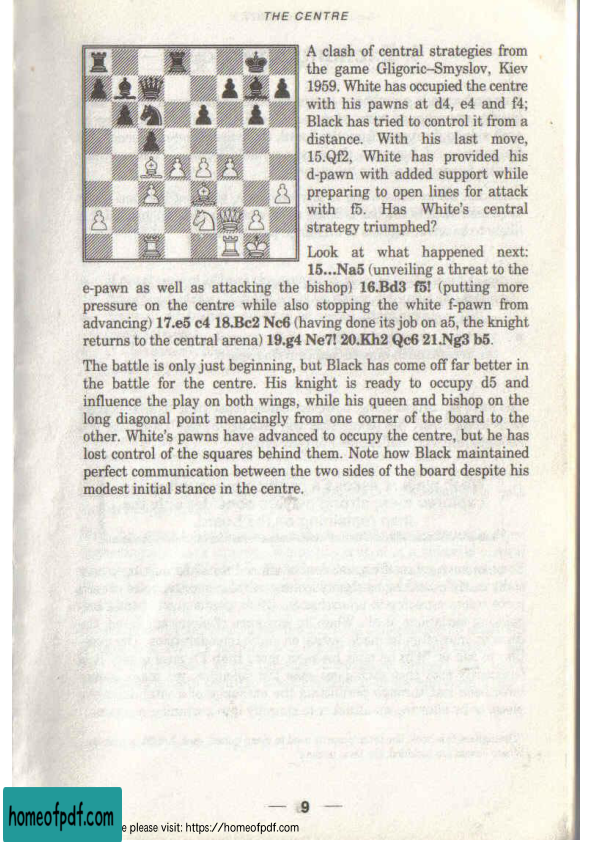 THE CENTRE
A clash of central strategies from
the game Gligoric–Smyslov, Kiev
1959. White has occupied the centre
with his pawns at d4, e4 and f4;
Black has tried to control it from a
distance. With his last move,
15.Qf2, White has provided his
d-pawn with added support while
preparing to open lines for attack
with f5. Has White's central
strategy triumphed?
Look at what happened next:
15...Na5 (unveiling a threat to the
e-pawn as well as attacking the bishop) 16.Bd3 f5! (putting more
pressure on the centre while also stopping the white f-pawn from
advancing) 17.e5 c4 18.Bc2 Nc6 (having done its job on a5, the knight
returns to the central arena) 19.g4 Ne7! 20.Kh2 Qc6 21.Ng3 b5.
The battle is only just beginning, but Black has come off far better in
the battle for the centre. His knight is ready to occupy d5 and
influence the play on both wings, while his queen and bishop on the
long diagonal point menacingly from one corner of the board to the
other. White's pawns have advanced to occupy the centre, but he has
lost control of the squares behind them. Note how Black maintained
perfect communication between the two sides of the board despite his
modest initial stance in the centre.
— 9 —
homeofpdf.com
e please visit: https://homeofpdf.com